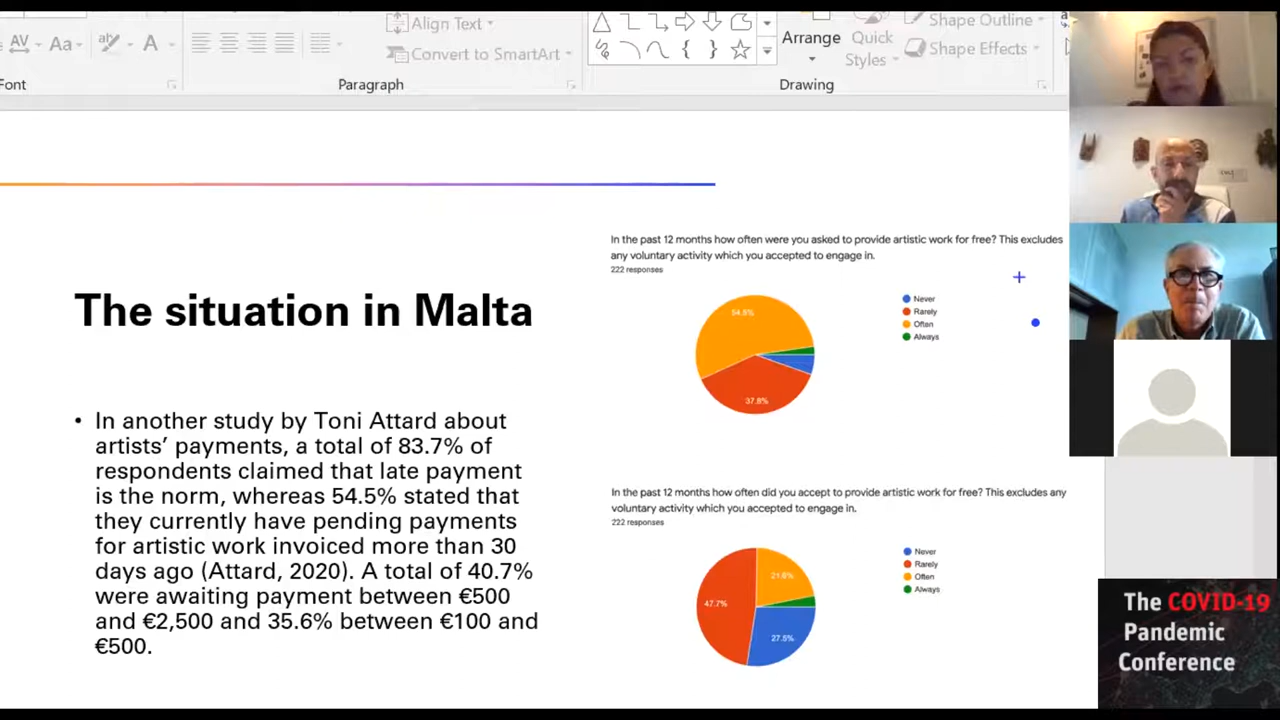 AV
Aa
A
Align Text
Convert to SmartArt
Arrange
Quick
Styles
Shape Outline
Shape Effects
Font
Paragraph
Drawing
The situation in Malta
• In another study by Toni Attard about
artists’ payments, a total of 83.7% of
respondents claimed that late payment
is the norm, whereas 54.5% stated that
they currently have pending payments
for artistic work invoiced more than 30
days ago (Attard, 2020). A total of 40.7%
were awaiting payment between €500
and €2,500 and 35.6% between €100 and
€500.
In the past 12 months how often were you asked to provide artistic work for free? This excludes
any voluntary activity which you accepted to engage in.
222 responses
54.5%
37.8%
Never
Rarely
Often
Always
In the past 12 months how often did you accept to provide artistic work for free? This excludes any
voluntary activity which you accepted to engage in.
222 responses
21.6%
47.7%
27.5%
Never
Rarely
Often
Always
The COVID-19
Pandemic
Conference